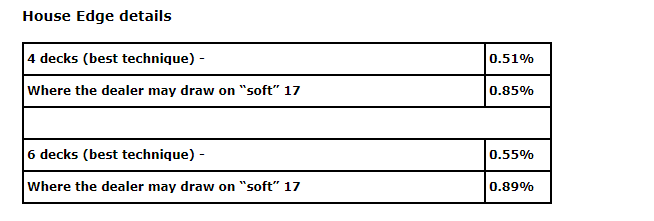 House Edge details
4 decks (best technique) - 0.51%
Where the dealer may draw on “soft” 17 0.85%
6 decks (best technique) - 0.55%
Where the dealer may draw on “soft” 17 0.89%